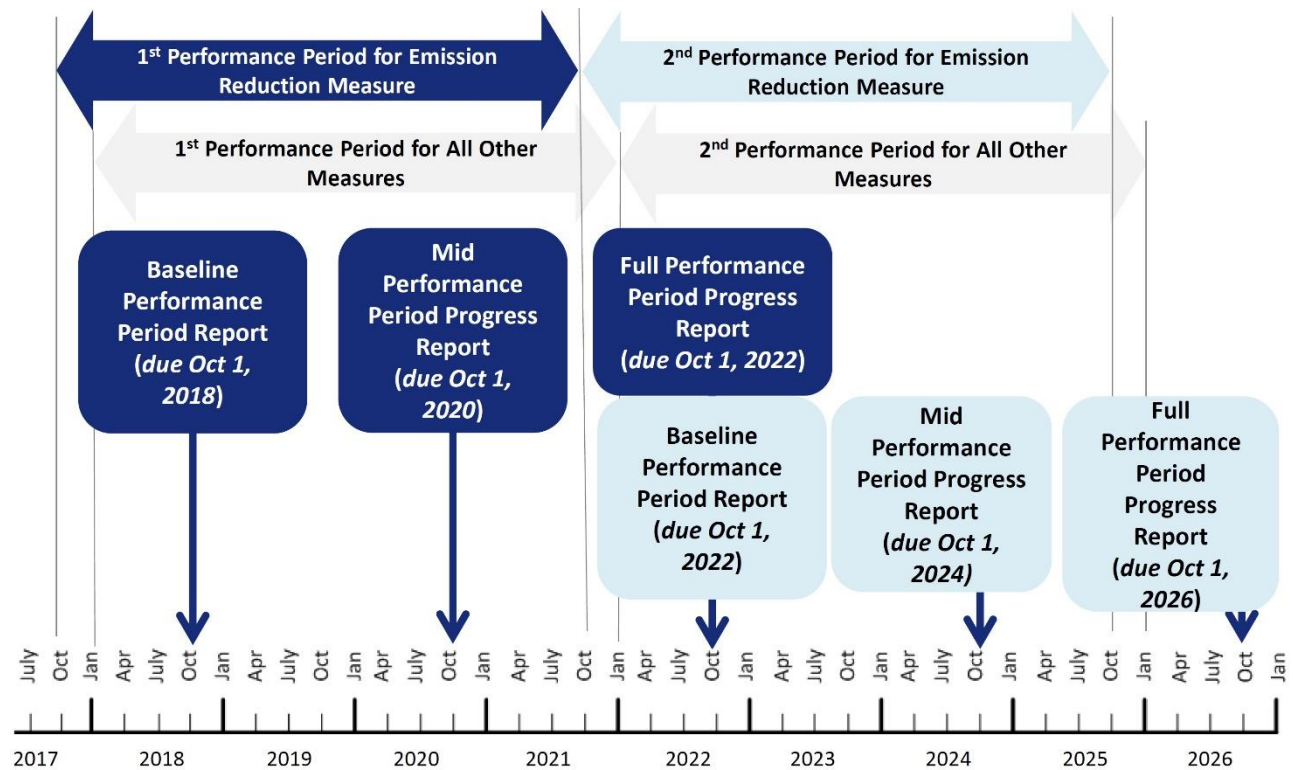 1st Performance Period for Emission
Reduction Measure
2nd Performance Period for Emission
Reduction Measure
1st Performance Period for All Other
Measures
2nd Performance Period for All Other
Measures
Baseline
Performance
Period Report
(due Oct 1,
2018)
Mid
Performance
Period Progress
Report
(due Oct 1,
2020)
Full Performance
Period Progress
Report
(due Oct 1, 2022)
Baseline
Performance
Period Report
(due Oct 1,
2022)
Mid
Performance
Period Progress
Report
(due Oct 1,
2024)
Full
Performance
Period
Progress
Report
(due Oct 1,
2026)
July Oct Jan Apr July Oct Jan Apr July Oct Jan Apr July Oct Jan Apr July Oct Jan Apr July Oct Jan Apr July Oct Jan Apr July Oct Jan Apr July Oct Jan Apr July Oct Jan
2017 2018 2019 2020 2021 2022 2023 2024 2025 2026